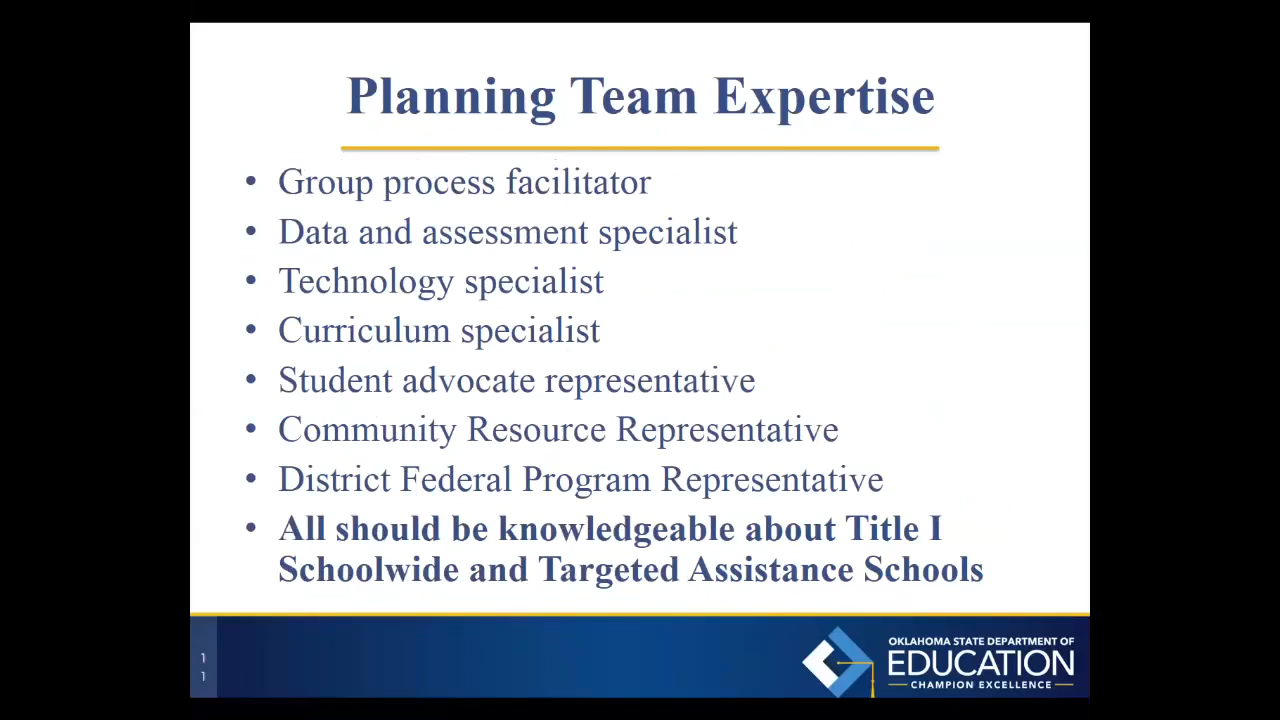 Planning Team Expertise
• Group process facilitator
• Data and assessment specialist
• Technology specialist
• Curriculum specialist
• Student advocate representative
• Community Resource Representative
• District Federal Program Representative
• All should be knowledgeable about Title I
Schoolwide and Targeted Assistance Schools
1
1
OKLAHOMA STATE DEPARTMENT OF
EDUCATION
CHAMPION EXCELLENCE